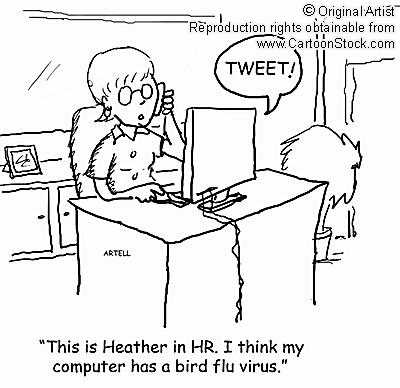 © Original Artist
Reproduction rights obtainable from
www.CartoonStock.com
TWEET!
ARTELL
"This is Heather in HR. I think my
computer has a bird flu virus."